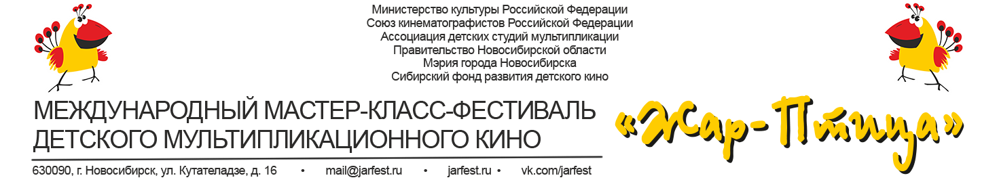 Министерство культуры Российской Федерации
Союз кинематографистов Российской Федерации
Ассоциация детских студий мультипликации
Правительство Новосибирской области
Мэрия города Новосибирска
Сибирский фонд развития детского кино
МЕЖДУНАРОДНЫЙ МАСТЕР-КЛАСС-ФЕСТИВАЛЬ
ДЕТСКОГО МУЛЬТИПЛИКАЦИОННОГО КИНО
«Жар-Птица»
630090, г. Новосибирск, ул. Кутателадзе, д. 16 • mail@jarfest.ru • jarfest.ru • vk.com/jarfest